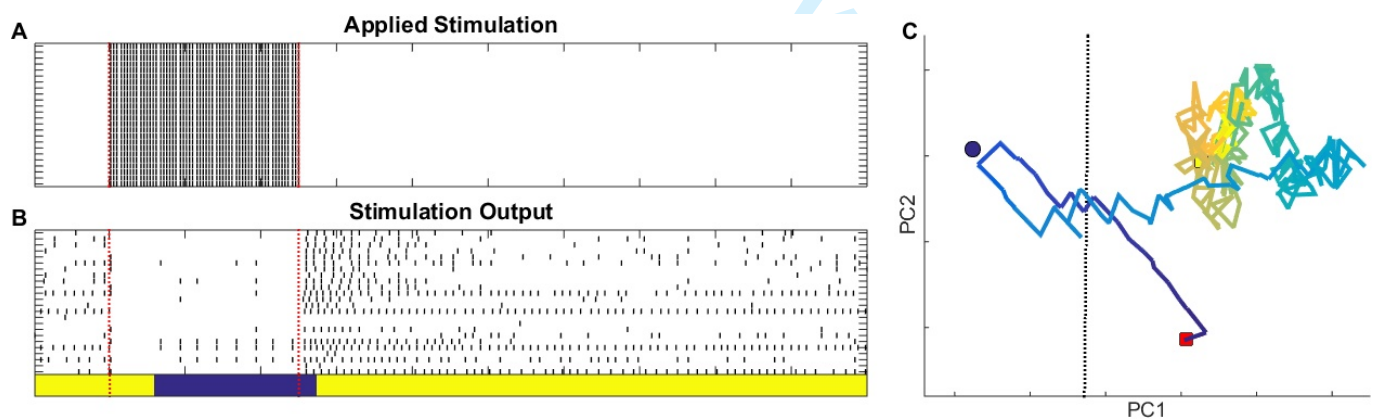 A
Applied Stimulation
B
Stimulation Output
C
PC2
PC1